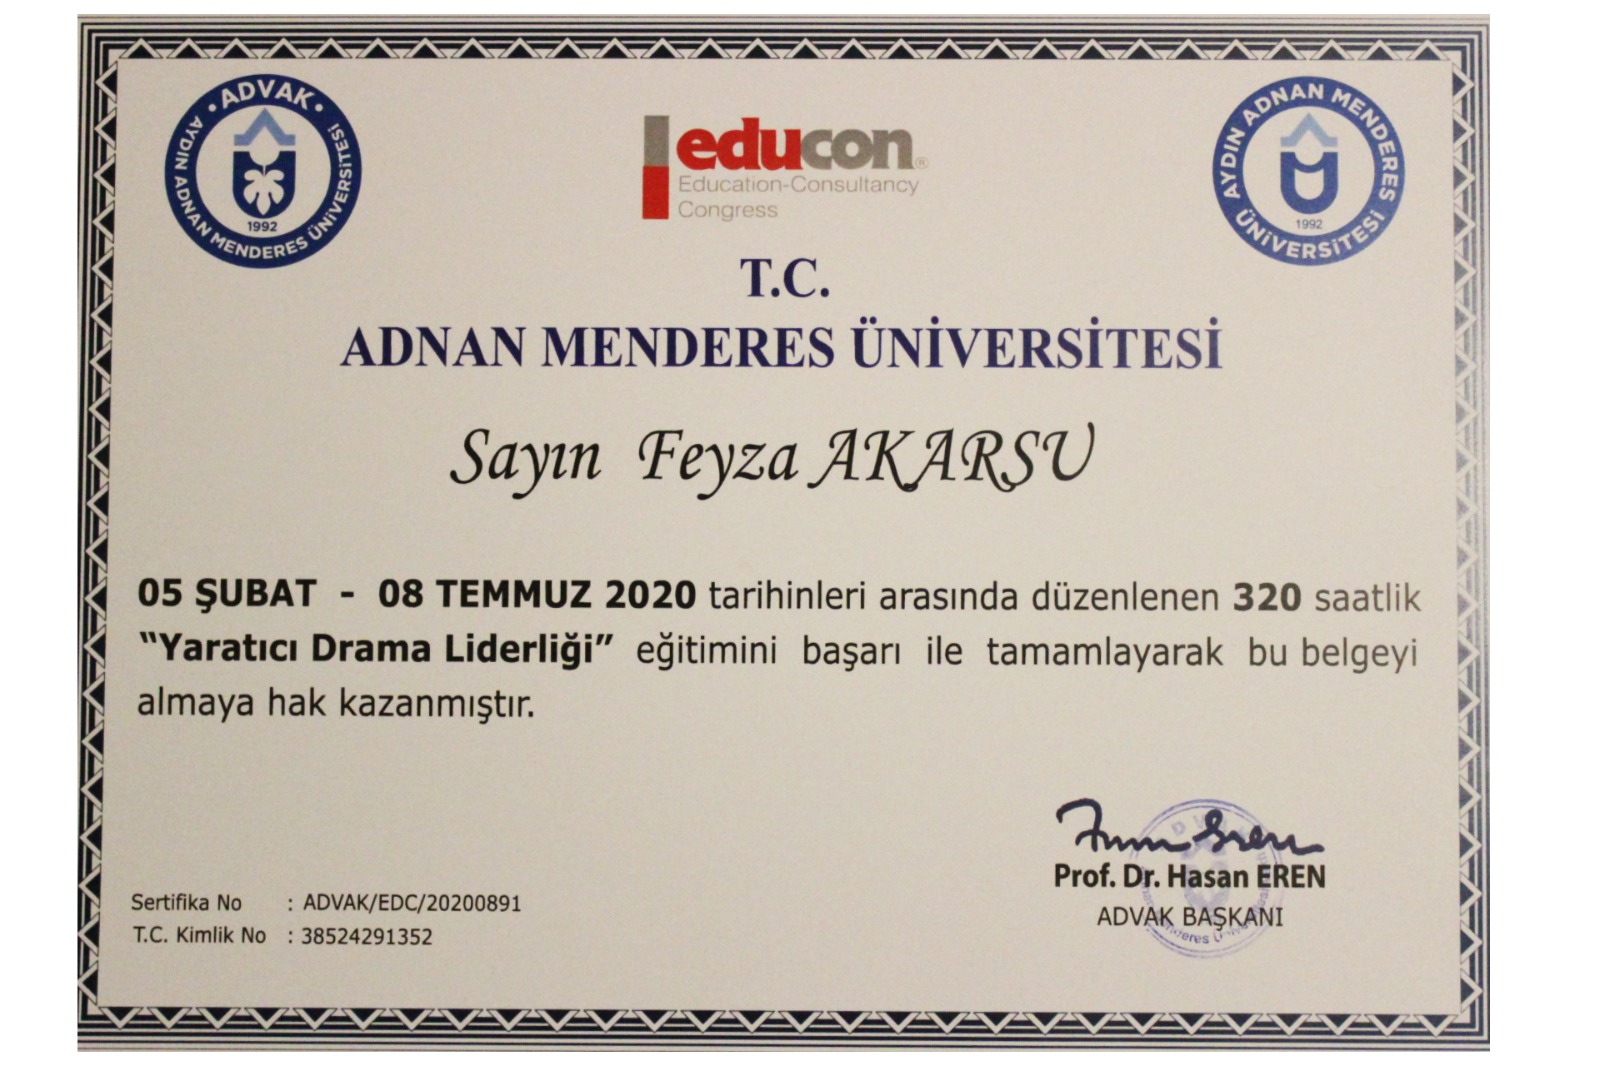 ADVAK
AYDIN ADNAN MENDERES ÜNİVERSİTESİ
1992
educon®
Education-Consultancy
Congress
AYDIN ADNAN MENDERES ÜNİVERSİTESİ
1992
T.C.
ADNAN MENDERES ÜNİVERSİTESİ
Sayın Feyza AKARSU
05 ŞUBAT - 08 TEMMUZ 2020 tarihinleri arasında düzenlenen 320 saatlik
“Yaratıcı Drama Liderliği” eğitimini başarı ile tamamlayarak bu belgeyi
almaya hak kazanmıştır.
Prof. Dr. Hasan EREN
ADVAK BAŞKANI
Sertifika No : ADVAK/EDC/20200891
T.C. Kimlik No : 38524291352